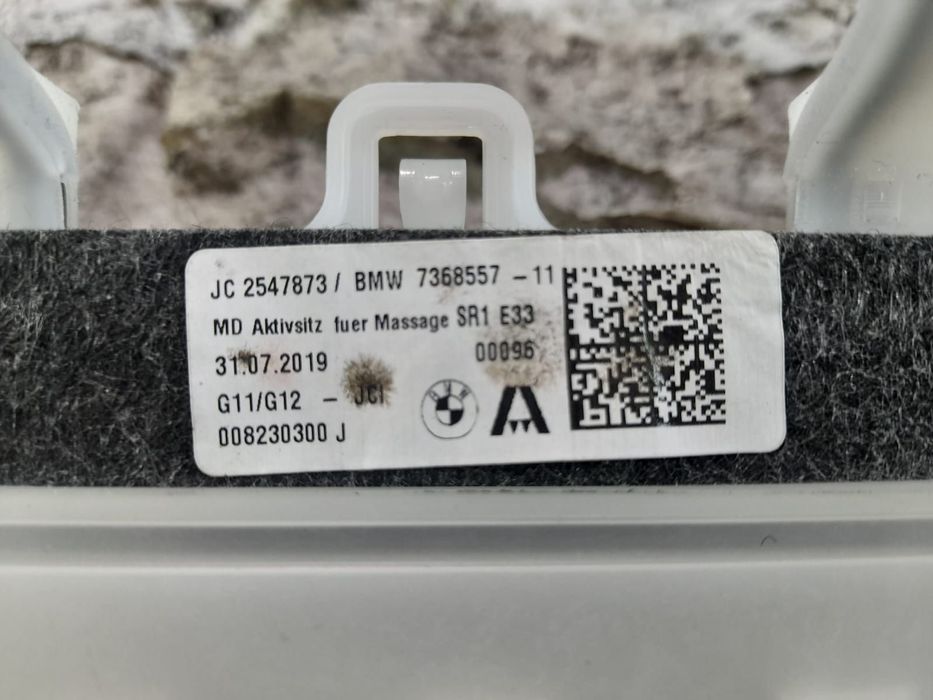 JC 2547873 / BMW 7368557 - 11
MD Aktivsitz fuer Massage SR1 E33
31.07.2019 00096
G11/G12 - JCI
008230300 J
BMW